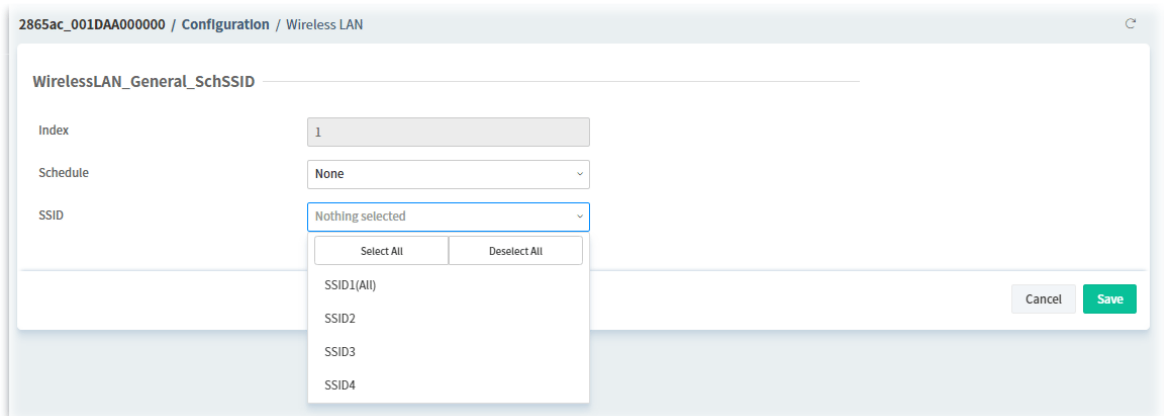 2865ac_001DAA000000 / Configuration / Wireless LAN
WirelessLAN_General_SchSSID
Index 1
Schedule None
SSID Nothing selected
Select All Deselect All
SSID1(All)
SSID2
SSID3
SSID4
Cancel Save